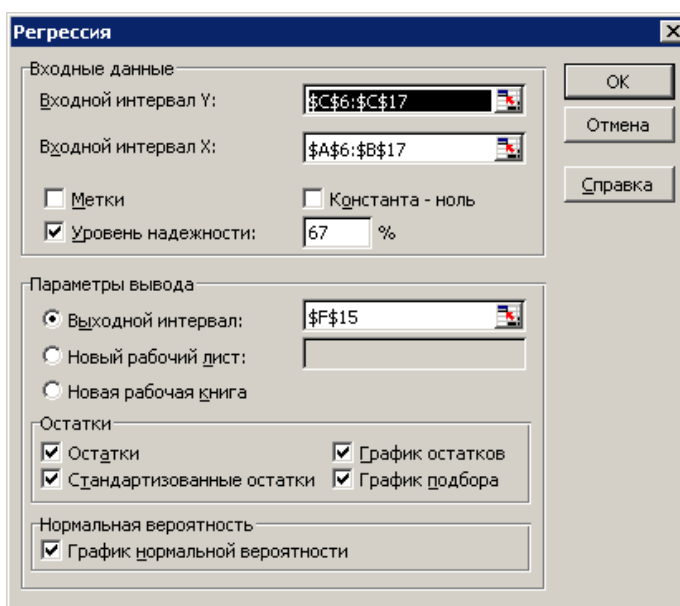 Регрессия
Входные данные
Входной интервал Y: $C$6:$C$17
Входной интервал X: $A$6:$B$17
Метки Константа - ноль
Уровень надежности: 67 %
OK
Отмена
Справка
Параметры вывода
Выходной интервал: $F$15
Новый рабочий лист:
Новая рабочая книга
Остатки
Остатки График остатков
Стандартизованные остатки График подбора
Нормальная вероятность
График нормальной вероятности